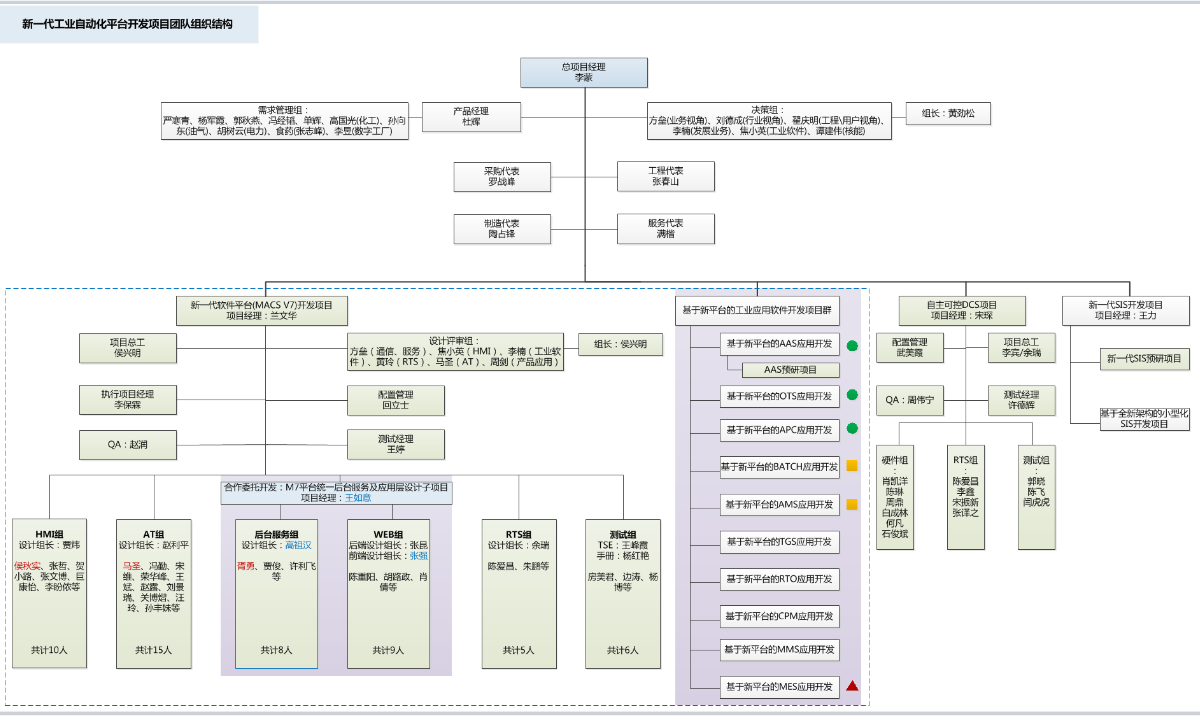 新一代工业自动化平台开发项目团队组织结构
总项目经理
李蒙
需求管理组：
严寒青、杨军霞、郭秋燕、冯经韬、单辉、高国光(化工)、孙向
东(油气)、胡树云(电力)、食药(张志峰)、李昱(数字工厂)
产品经理
杜辉
决策组：
方垒(业务视角)、刘德成(行业视角)、翟庆明(工程\用户视角)、
李楠(发展业务)、焦小英(工业软件)、谭建伟(核能)
组长：黄劲松
采购代表
罗战峰
工程代表
张春山
制造代表
陶占锋
服务代表
满楷
新一代软件平台(MACS V7)开发项目
项目经理：兰文华
项目总工
侯兴明
设计评审组：
方垒（通信、服务）、焦小英（HMI）、李楠（工业软
件）、黄玲（RTS）、马圣（AT）、周剑（产品应用）
组长：侯兴明
执行项目经理
李保霖
配置管理
回立士
QA：赵润
测试经理
王婷
合作委托开发：M7平台统一后台服务及应用层设计子项目
项目经理：王如意
HMI组
设计组长：贾炜
侯秋实、张哲、贺
小路、张文博、巨
康怡、李盼依等
共计10人
AT组
设计组长：赵利平
马圣、冯勤、宋
维、荣华峰、王
斌、赵露、刘景
瑞、关博熠、汪
玲、孙丰妹等
共计15人
后台服务组
设计组长：高祖汉
胥勇、贾俊、许利飞
等
共计8人
WEB组
后端设计组长：张昆
前端设计组长：张强
陈重阳、胡路政、肖
倩等
共计9人
RTS组
设计组长：余瑞
陈爱昌、朱颋等
共计5人
测试组
TSE：王峰霞
手册：杨红艳
房芙君、边涛、杨
博等
共计6人
基于新平台的工业应用软件开发项目群
基于新平台的AAS应用开发
AAS预研项目
基于新平台的OTS应用开发
基于新平台的APC应用开发
基于新平台的BATCH应用开发
基于新平台的AMS应用开发
基于新平台的TGS应用开发
基于新平台的RTO应用开发
基于新平台的CPM应用开发
基于新平台的MMS应用开发
基于新平台的MES应用开发
自主可控DCS项目
项目经理：宋琛
配置管理
武芙霞
项目总工
李宾/余瑞
QA：周伟宁
测试经理
许德辉
硬件组
：
肖凯洋
陈琳
周鼎
白成林
何凡
石俊斌
RTS组
：
陈爱昌
李鑫
宋振新
张译之
测试组
：
郭晓
陈飞
闫虎虎
新一代SIS开发项目
项目经理：王力
新一代SIS预研项目
基于全新架构的小型化
SIS开发项目